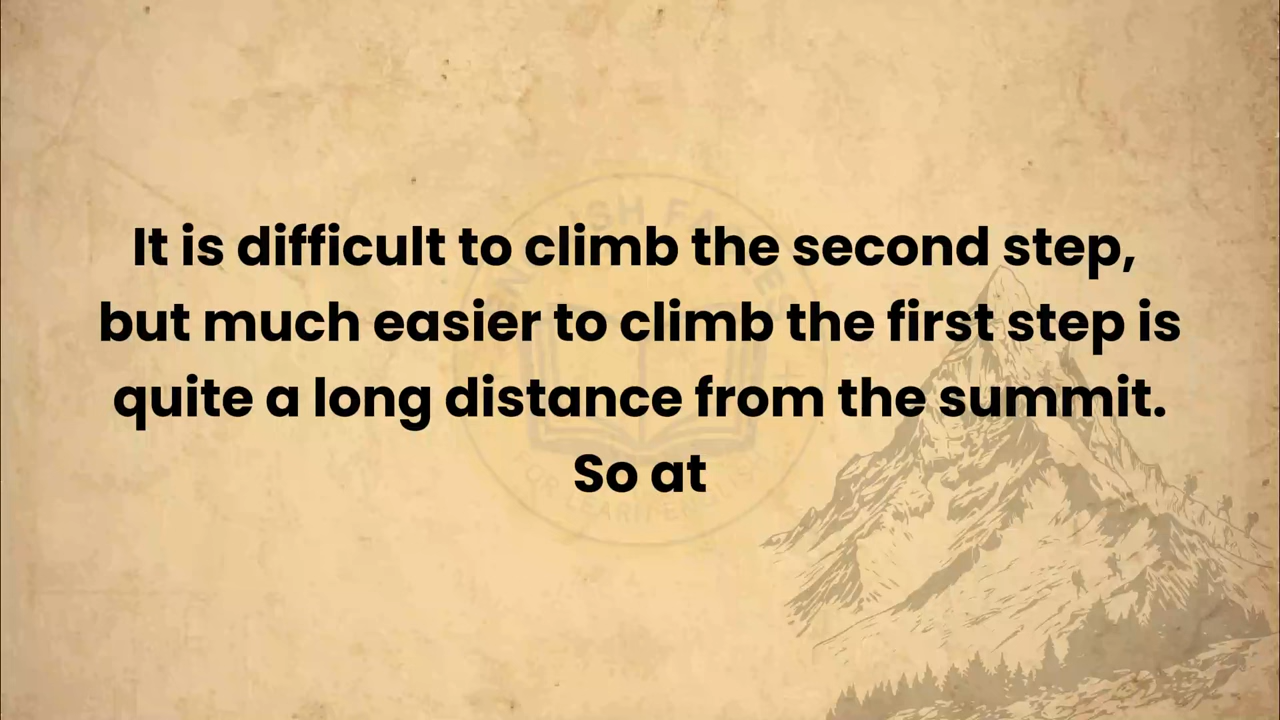 It is difficult to climb the second step,
but much easier to climb the first step is
quite a long distance from the summit.
So at